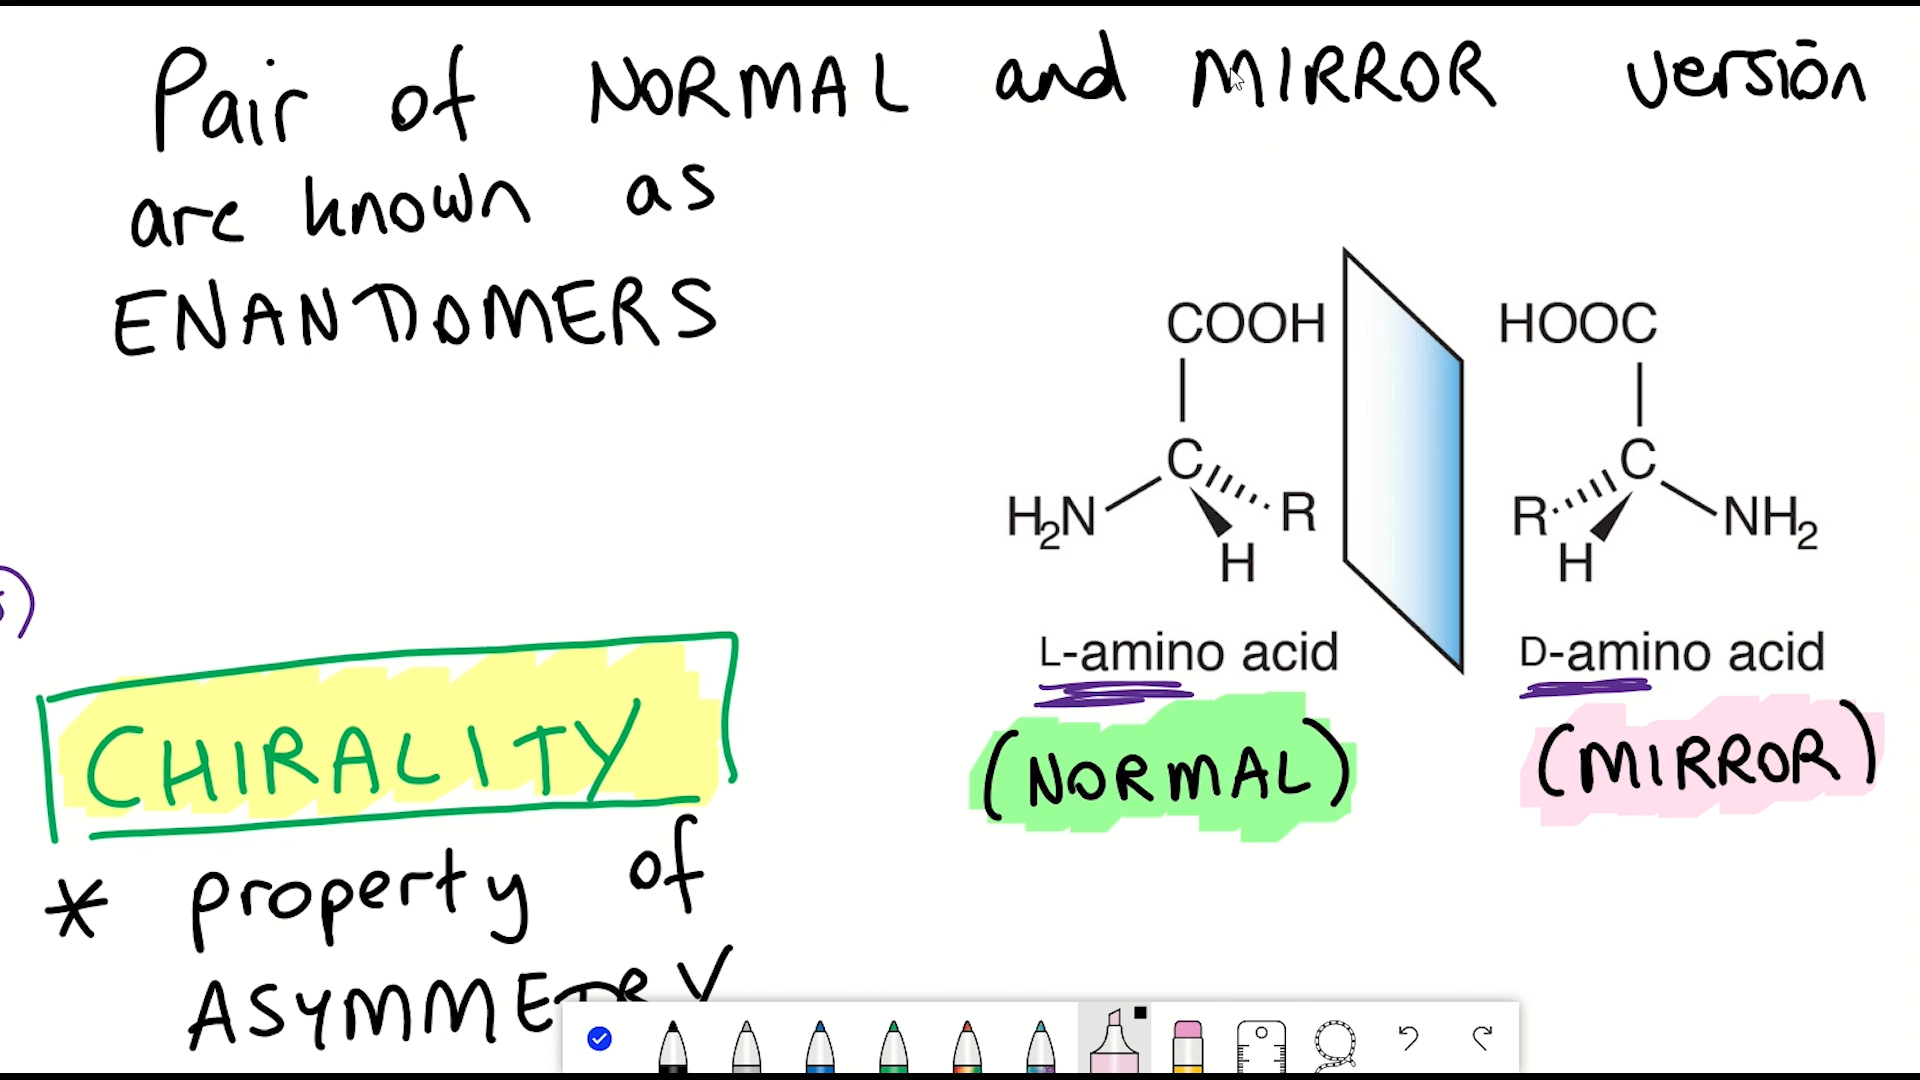 Pair of NORMAL and MIRROR version
are known as
ENANTIOMERS
COOH
HOOC
C
C
H2N
R
R
NH2
H
H
L-amino acid
D-amino acid
(NORMAL)
(MIRROR)
CHIRALITY
* property of
ASYMMETRY